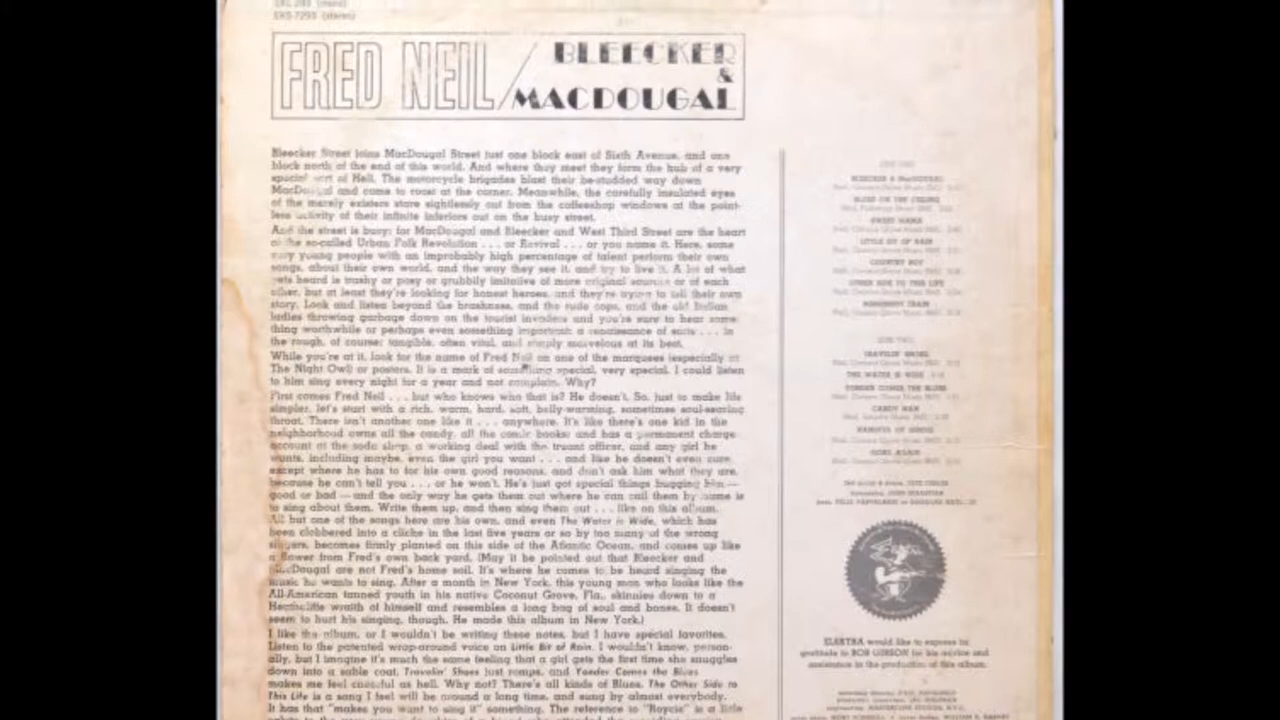 EKS 7293 (stereo)
FRED NEIL / BLEECKER
&
MACDOUGAL
Bleecker Street joins MacDougal Street just one block east of Sixth Avenue, and one
block north of the end of this world. And where they meet they form the hub of a very
special sort of Hell. The motorcycle brigades blast their be-studded way down
MacDougal and come to roost at the corner. Meanwhile, the carefully insulated eyes
of the merely existers stare sightlessly out from the coffeeshop windows at the point-
less activity of their infinite inferiors out on the busy street.
And the street is busy; for MacDougal and Bleecker and West Third Street are the heart
of the so-called Urban Folk Revolution . . . or Revival . . . or you name it. Here, some
very young people with an improbably high percentage of talent perform their own
songs, about their own world, and the way they see it, and try to live it. A lot of what
gets heard is trashy or posy or grubbily imitative of more original sources or of each
other, but at least they're looking for honest heroes, and they're trying to tell their own
story. Look and listen beyond the brashness, and the rude cops, and the old Italian
ladies throwing garbage down on the tourist invaders and you're sure to hear some-
thing worthwhile or perhaps even something important: a renaissance of sorts . . . in
the rough, of course; tangible, often vital, and simply marvelous at its best.
While you're at it, look for the name of Fred Neil on one of the marquees (especially at
The Night Owl) or posters. It is a mark of something special, very special. I could listen
to him sing every night for a year and not complain. Why?
First comes Fred Neil . . . but who knows who that is? He doesn't. So, just to make life
simpler, let's start with a rich, warm, hard, soft, belly-warming, sometimes soul-searing
throat. There isn't another one like it . . . anywhere. It's like there's one kid in the
neighborhood owns all the candy, all the comic books; and has a permanent charge
account at the soda shop, a working deal with the truant officer, and any girl he
wants, including maybe, even the girl you want . . . and like he doesn't even care,
except where he has to for his own good reasons, and don't ask him what they are,
because he can't tell you . . . or he won't. He's just got special things bugging him —
good or bad — and the only way he gets them out where he can call them by name is
to sing about them. Write them up, and then sing them out . . . like on this album.
All but one of the songs here are his own, and even The Water is Wide, which has
been clobbered into a cliche in the last five years or so by too many of the wrong
singers, becomes firmly planted on this side of the Atlantic Ocean, and comes up like
a flower from Fred's own back yard. (May it be pointed out that Bleecker and
MacDougal are not Fred's home soil. It's where he comes to be heard singing the
music he wants to sing. After a month in New York, this young man who looks like the
All-American tanned youth in his native Coconut Grove, Fla., skinnies down to a
Heathcliffe wraith of himself and resembles a long bag of soul and bones. It doesn't
seem to hurt his singing, though. He made this album in New York.)
I like the album, or I wouldn't be writing these notes, but I have special favorites.
Listen to the patented wrap-around voice on Little Bit of Rain. I wouldn't know, person-
ally, but I imagine it's much the same feeling that a girl gets the first time she snuggles
down into a sable coat. Travelin' Shoes just romps, and Yonder Comes the Blues
makes me feel cheerful as hell. Why not? There's all kinds of Blues. The Other Side to
This Life is a song I feel will be around a long time, and sung by almost everybody.
It has that "makes you want to sing it" something. The reference to "Roycie" is a little
SIDE ONE
BLEECKER & MacDOUGAL
BLUES ON THE CEILING
SWEET MAMA
LITTLE BIT OF RAIN
COUNTRY BOY
OTHER SIDE TO THIS LIFE
MISSISSIPPI TRAIN
SIDE TWO
TRAVELIN' SHOES
THE WATER IS WIDE
YONDER COMES THE BLUES
CANDY MAN
HANDFUL OF GIMME
GONE AGAIN
ELEKTRA would like to express its
gratitude to BOB GIBSON for his advice and
assistance in the production of this album.